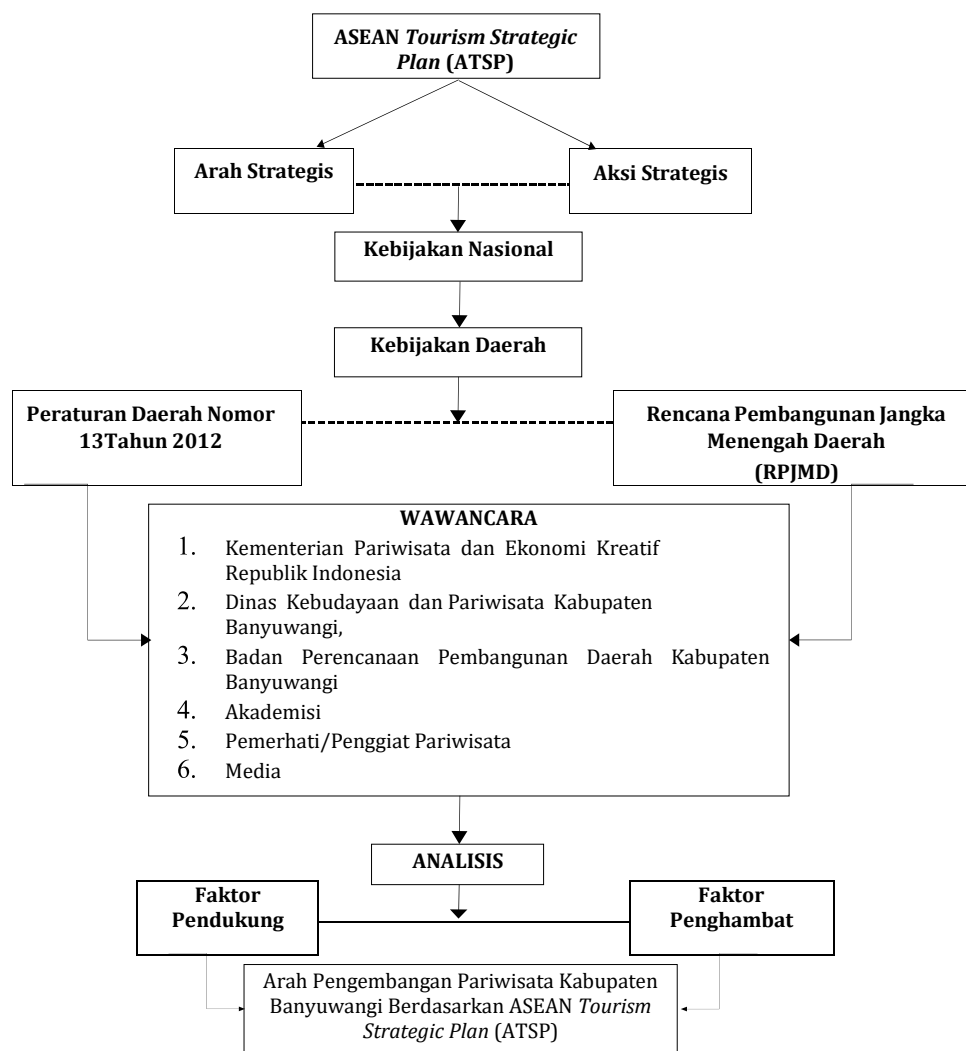 ASEAN Tourism Strategic
Plan (ATSP)
Arah Strategis
Aksi Strategis
Kebijakan Nasional
Kebijakan Daerah
Peraturan Daerah Nomor
13Tahun 2012
Rencana Pembangunan Jangka
Menengah Daerah
(RPJMD)
WAWANCARA
1. Kementerian Pariwisata dan Ekonomi Kreatif
Republik Indonesia
2. Dinas Kebudayaan dan Pariwisata Kabupaten
Banyuwangi,
3. Badan Perencanaan Pembangunan Daerah Kabupaten
Banyuwangi
4. Akademisi
5. Pemerhati/Penggiat Pariwisata
6. Media
ANALISIS
Faktor
Pendukung
Faktor
Penghambat
Arah Pengembangan Pariwisata Kabupaten
Banyuwangi Berdasarkan ASEAN Tourism
Strategic Plan (ATSP)